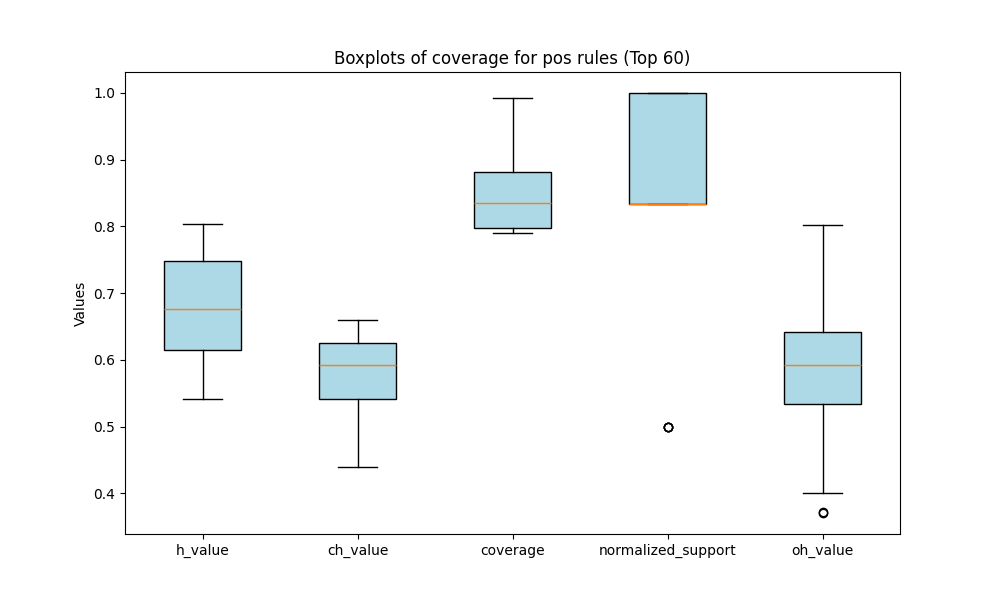 Boxplots of coverage for pos rules (Top 60)
1.0
0.9
0.8
0.7
0.6
0.5
0.4
Values
h_value
ch_value
coverage
normalized_support
oh_value